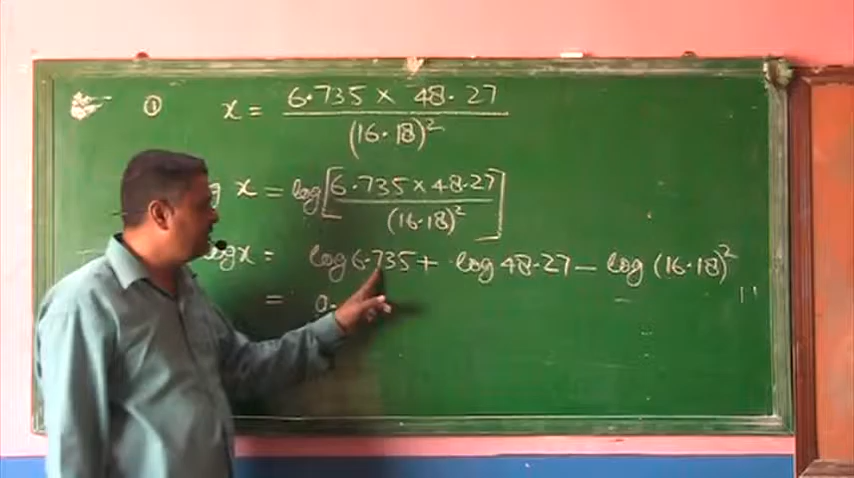 ① x = 6.735 × 48.27 / (16.18)²
log x = log [6.735 × 48.27 / (16.18)²]
log x = log 6.735 + log 48.27 − log (16.18)²
= 0.